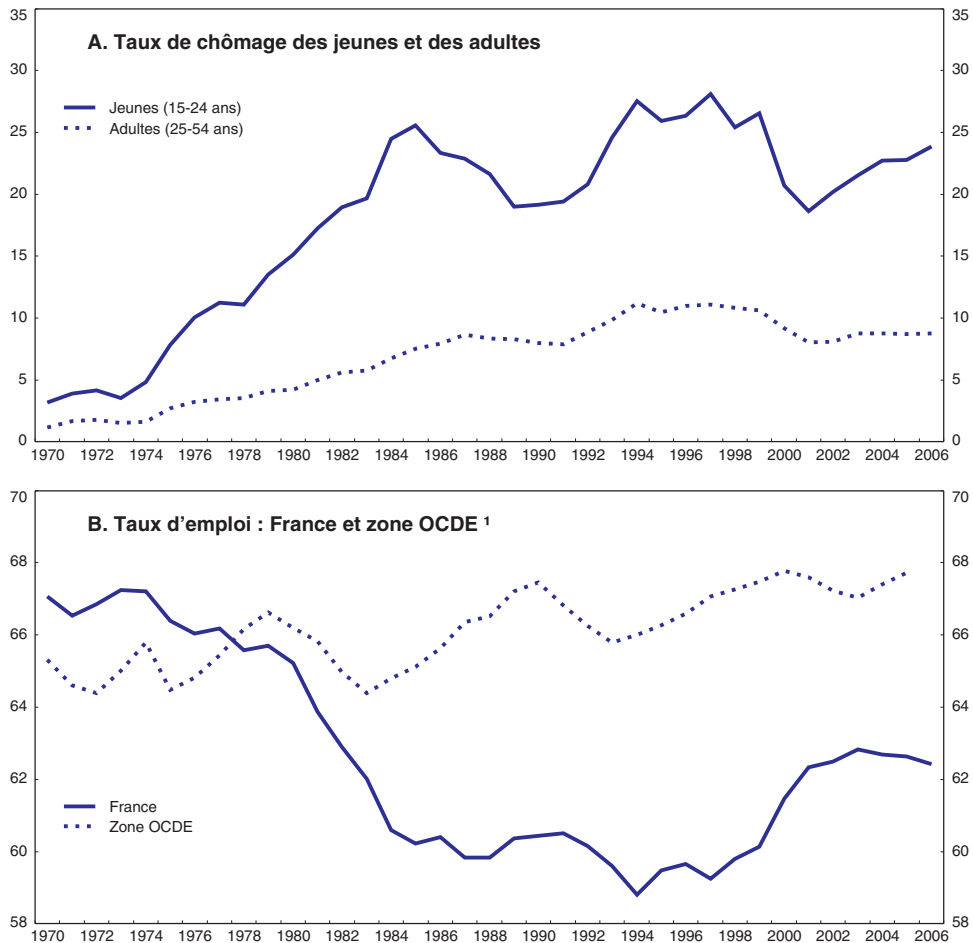 35 35
A. Taux de chômage des jeunes et des adultes
30 30
Jeunes (15-24 ans)
Adultes (25-54 ans)
25 25
20 20
15 15
10 10
5 5
0 0
1970 1972 1974 1976 1978 1980 1982 1984 1986 1988 1990 1992 1994 1996 1998 2000 2002 2004 2006
70 70
B. Taux d'emploi : France et zone OCDE ¹
68 68
66 66
64 64
62 62
France
Zone OCDE
60 60
58 58
1970 1972 1974 1976 1978 1980 1982 1984 1986 1988 1990 1992 1994 1996 1998 2000 2002 2004 2006